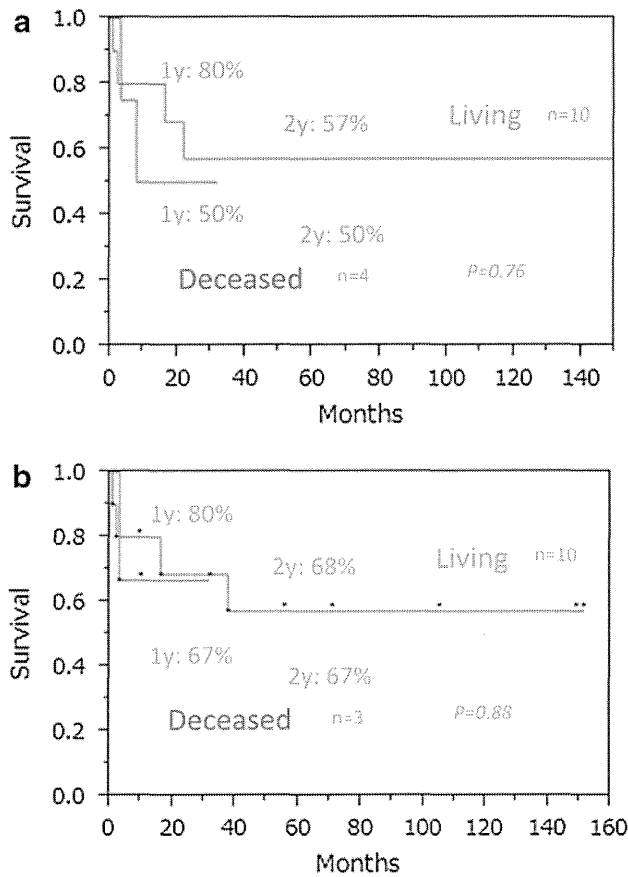 a
Survival
1.0
0.8
0.6
0.4
0.2
0.0
1y: 80%
2y: 57%
Living n=10
1y: 50%
2y: 50%
Deceased n=4
P=0.76
0 20 40 60 80 100 120 140
Months
b
Survival
1.0
0.8
0.6
0.4
0.2
0.0
1y: 80%
2y: 68%
Living n=10
1y: 67%
2y: 67%
Deceased n=3
P=0.88
0 20 40 60 80 100 120 140 160
Months